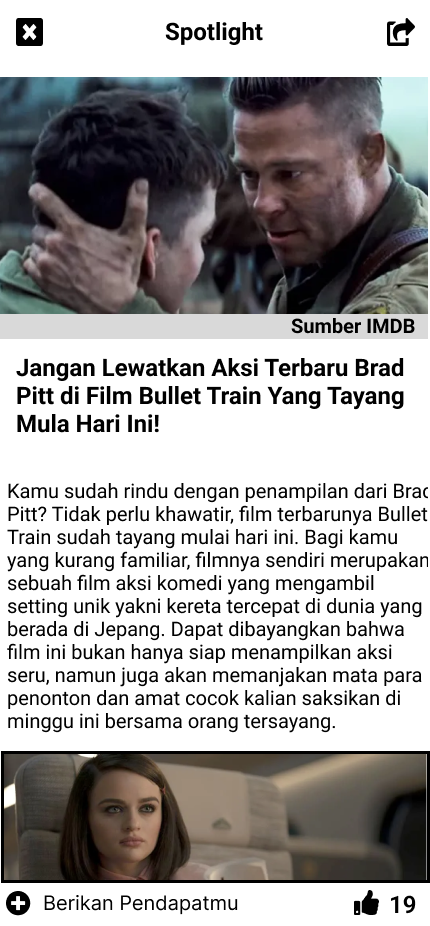 Spotlight
Sumber IMDB
Jangan Lewatkan Aksi Terbaru Brad
Pitt di Film Bullet Train Yang Tayang
Mula Hari Ini!
Kamu sudah rindu dengan penampilan dari Brad
Pitt? Tidak perlu khawatir, film terbarunya Bullet
Train sudah tayang mulai hari ini. Bagi kamu
yang kurang familiar, filmnya sendiri merupakan
sebuah film aksi komedi yang mengambil
setting unik yakni kereta tercepat di dunia yang
berada di Jepang. Dapat dibayangkan bahwa
film ini bukan hanya siap menampilkan aksi
seru, namun juga akan memanjakan mata para
penonton dan amat cocok kalian saksikan di
minggu ini bersama orang tersayang.
Berikan Pendapatmu 19